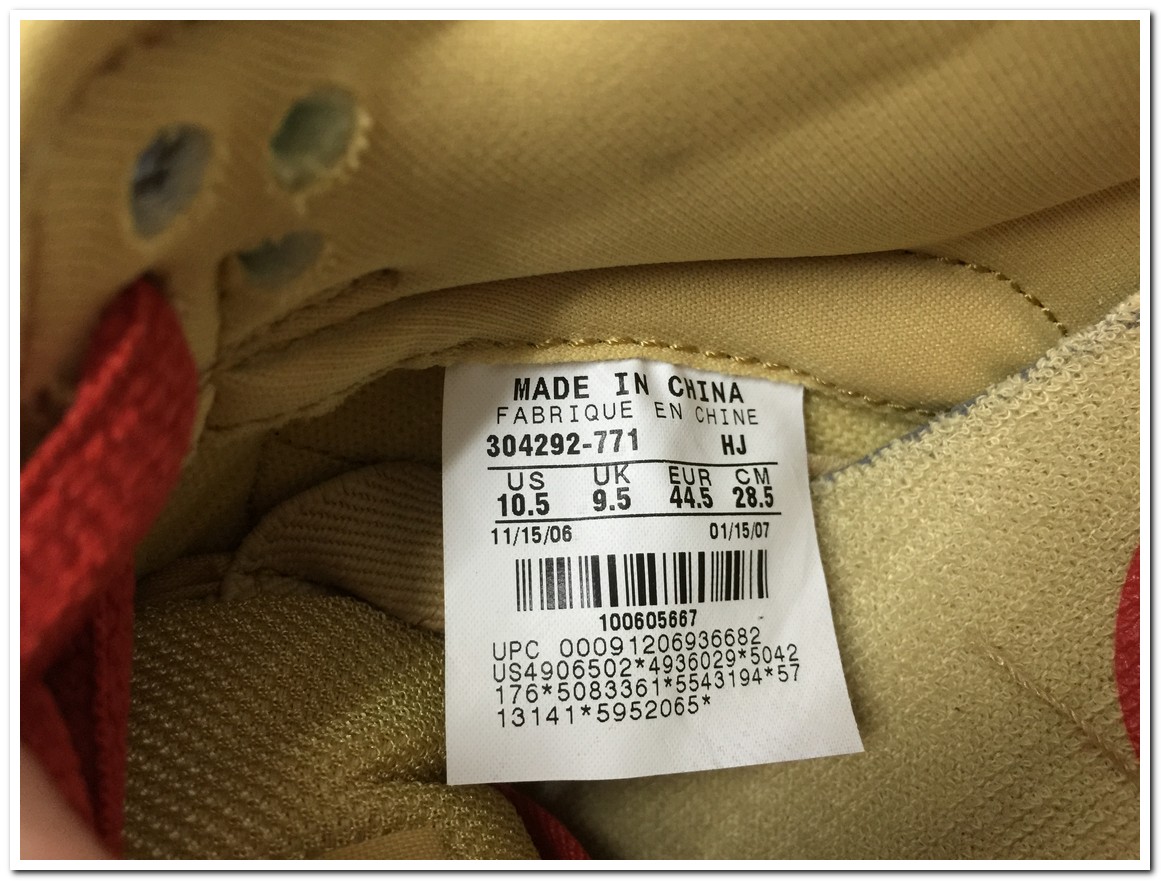 MADE IN CHINA
FABRIQUE EN CHINE
304292-771 HJ
US UK EUR CM
10.5 9.5 44.5 28.5
11/15/06 01/15/07
100605667
UPC 00091206936682
US4906502*4936029*5042
176*5083361*5543194*57
13141*5952065*